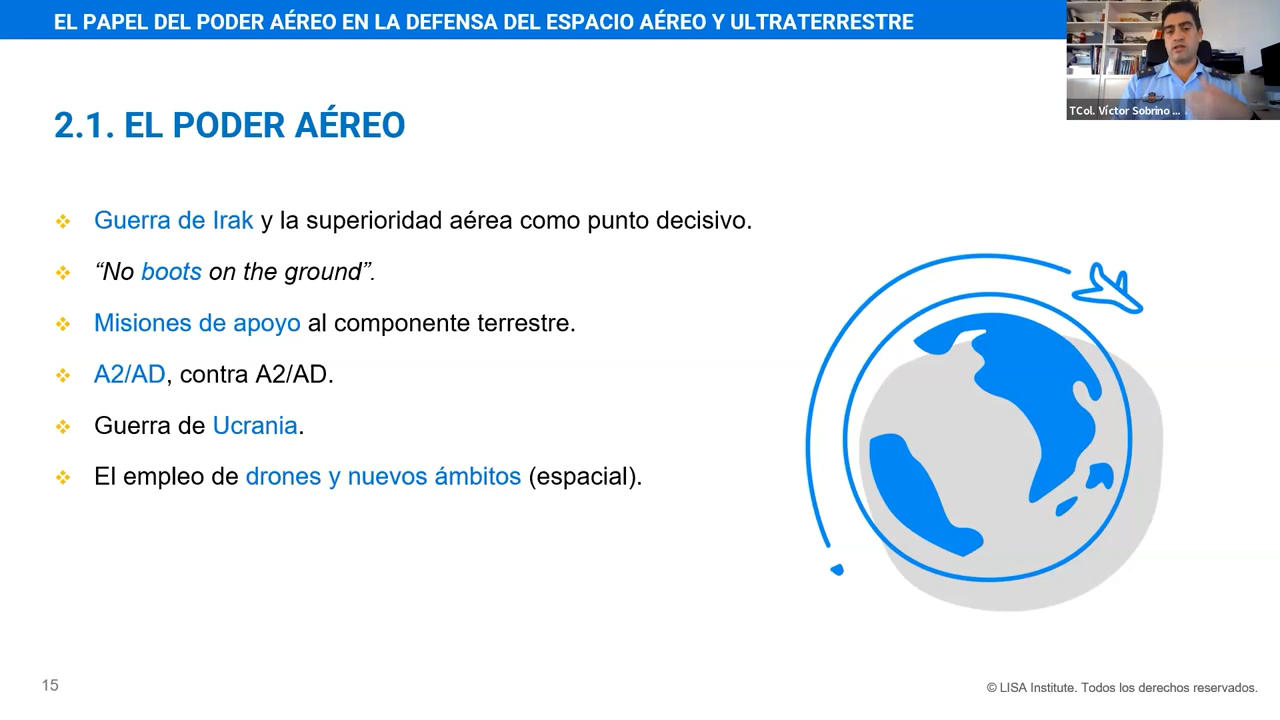 EL PAPEL DEL PODER AÉREO EN LA DEFENSA DEL ESPACIO AÉREO Y ULTRATERRESTRE
TCol. Víctor Sobrino ...
2.1. EL PODER AÉREO
Guerra de Irak y la superioridad aérea como punto decisivo.
“No boots on the ground”.
Misiones de apoyo al componente terrestre.
A2/AD, contra A2/AD.
Guerra de Ucrania.
El empleo de drones y nuevos ámbitos (espacial).
15
© LISA Institute. Todos los derechos reservados.